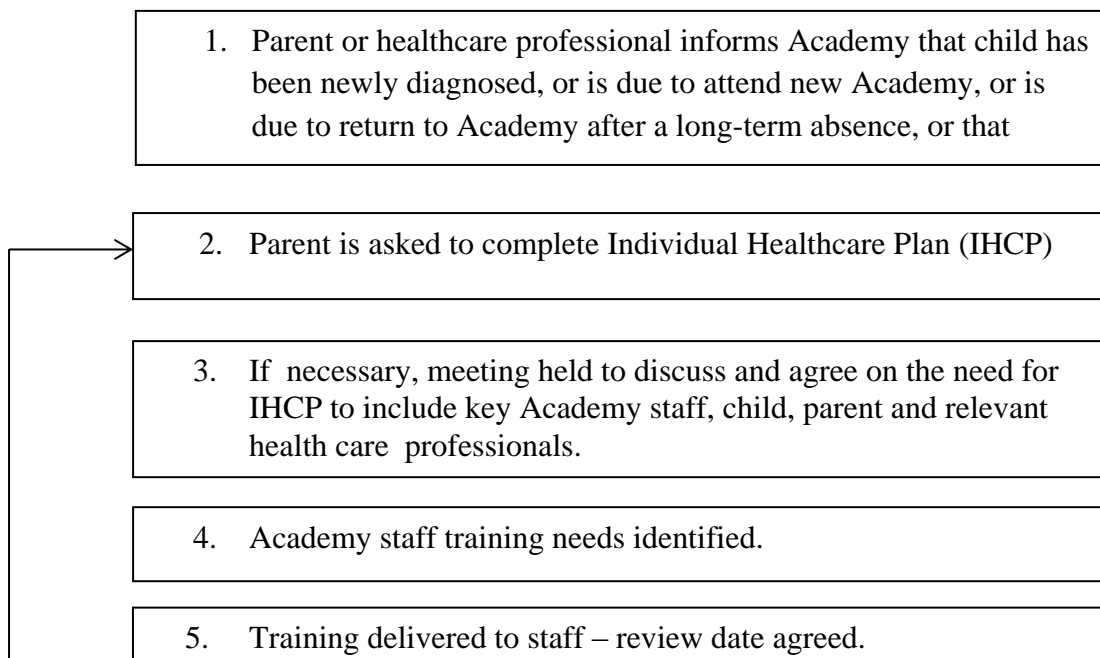 1. Parent or healthcare professional informs Academy that child has
been newly diagnosed, or is due to attend new Academy, or is
due to return to Academy after a long-term absence, or that
2. Parent is asked to complete Individual Healthcare Plan (IHCP)
3. If necessary, meeting held to discuss and agree on the need for
IHCP to include key Academy staff, child, parent and relevant
health care professionals.
4. Academy staff training needs identified.
5. Training delivered to staff – review date agreed.